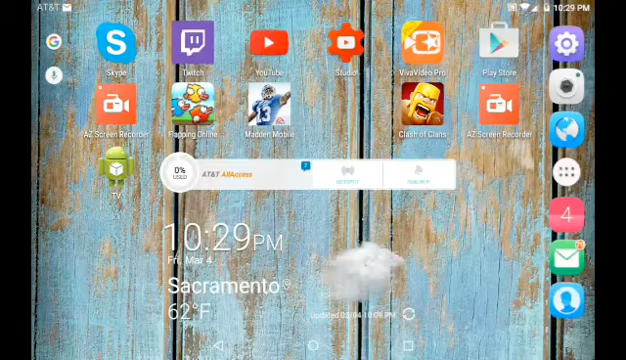 AT&T
10:29 PM
Skype
Twitch
YouTube
Studio
VivaVideo Pro
Play Store
AZ Screen Recorder
Flapping Online
Madden Mobile
Clash of Clans
AZ Screen Recorder
TV
0%
USED
AT&T AllAccess
HOTSPOT
10:29PM
Fri, Mar 4
Sacramento
62°F
Updated 03/04 10:09 PM
4